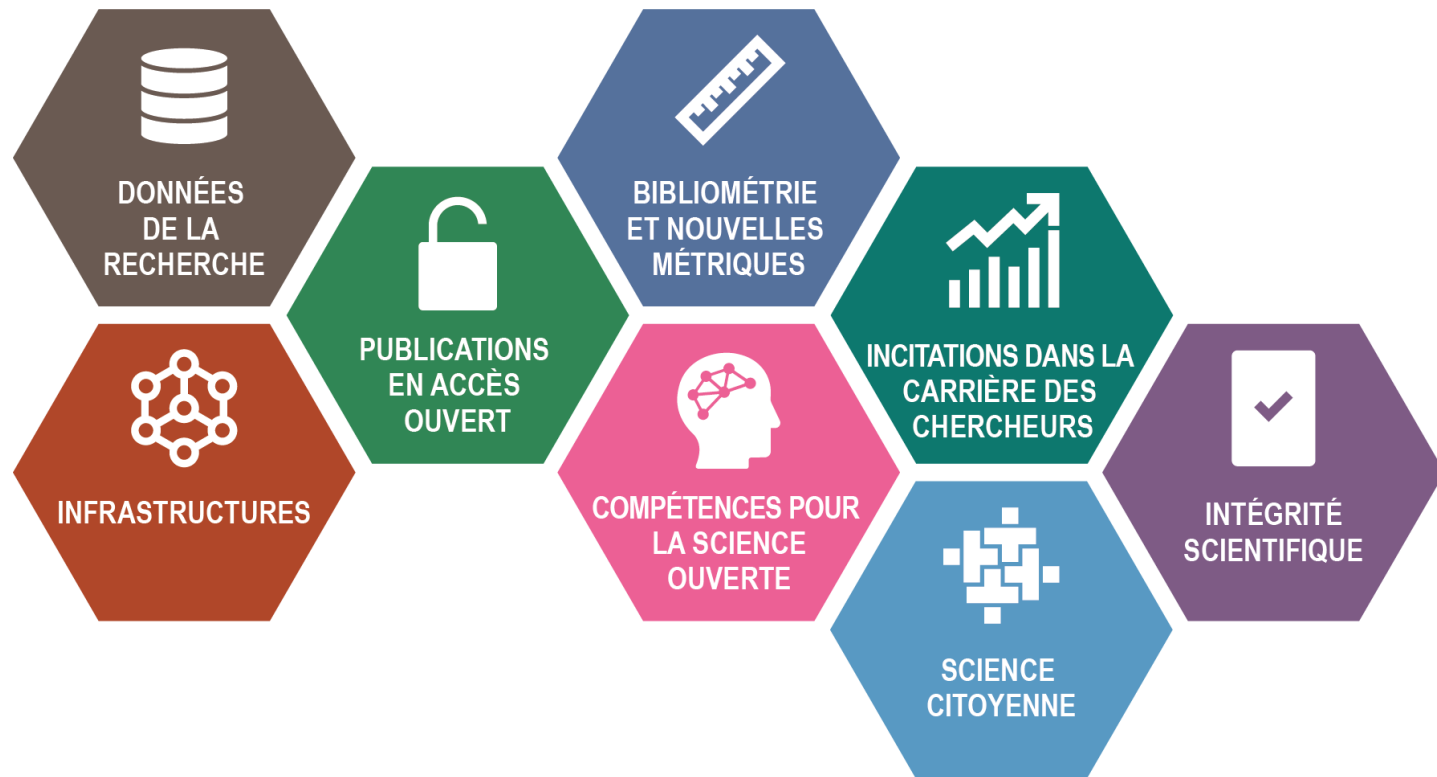 DONNÉES
DE LA
RECHERCHE
BIBLIOMÉTRIE
ET NOUVELLES
MÉTRIQUES
PUBLICATIONS
EN ACCÈS
OUVERT
INCITATIONS DANS LA
CARRIÈRE DES
CHERCHEURS
INFRASTRUCTURES
COMPÉTENCES POUR
LA SCIENCE
OUVERTE
INTÉGRITÉ
SCIENTIFIQUE
SCIENCE
CITOYENNE